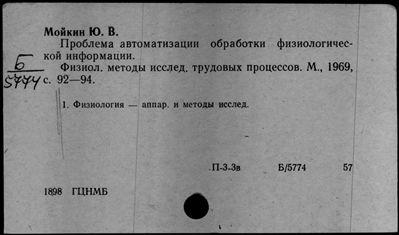 Мойкин Ю. В.
Проблема автоматизации обработки физиологичес-
кой информации.
Физиол. методы исслед. трудовых процессов. М., 1969,
с. 92—94.
Б
5774
1. Физиология — аппар. и методы исслед.
П-3-3в Б/5774 57
1898 ГЦНМБ